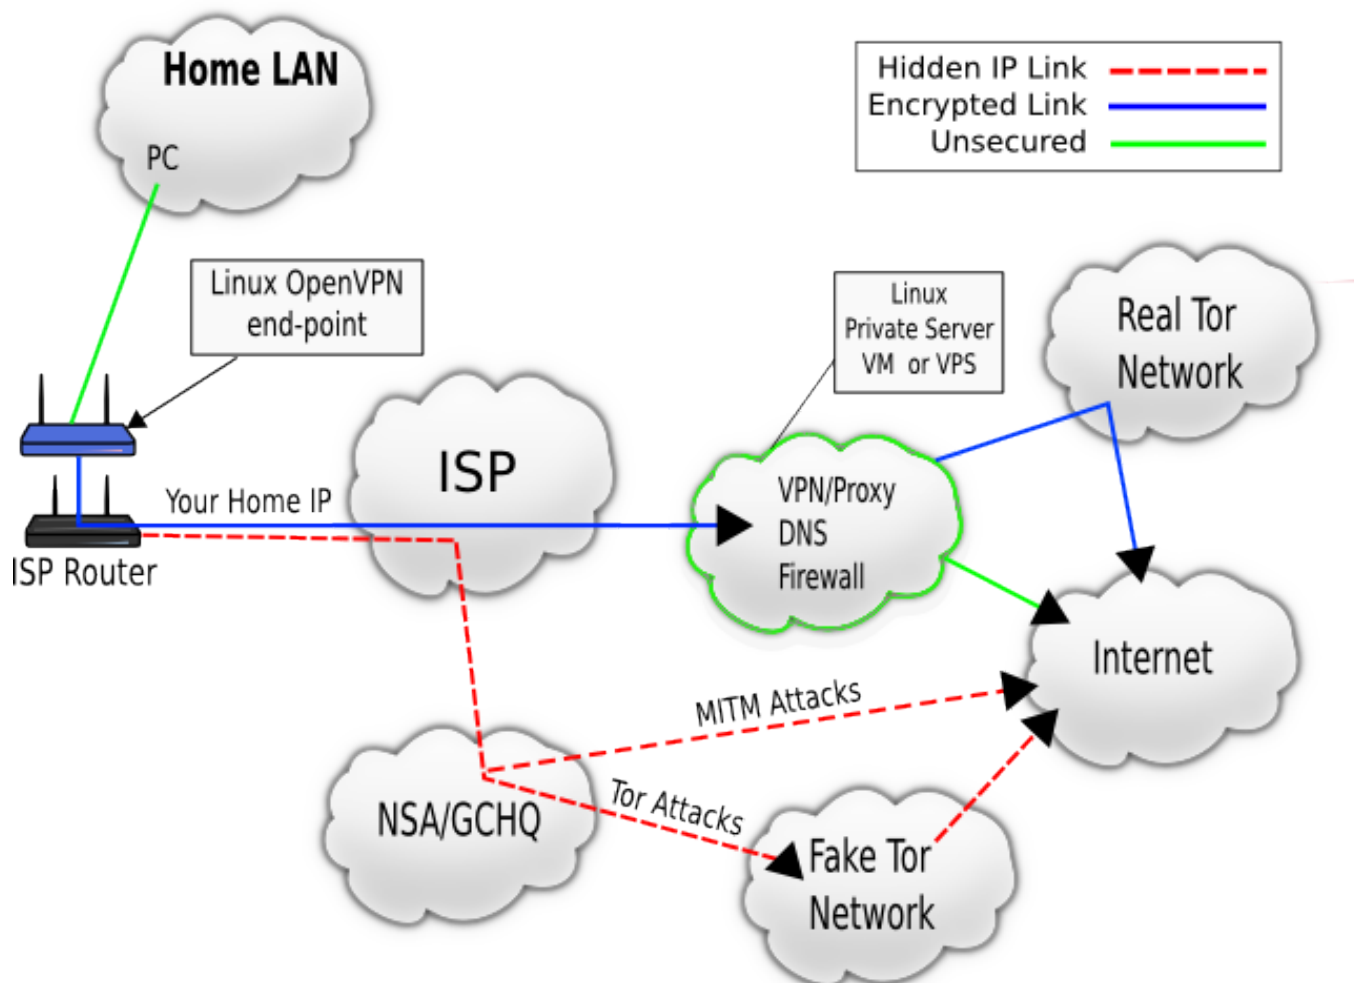 Home LAN
PC
Hidden IP Link
Encrypted Link
Unsecured
Linux OpenVPN
end-point
Linux
Private Server
VM or VPS
Real Tor
Network
ISP
Your Home IP
ISP Router
VPN/Proxy
DNS
Firewall
Internet
MITM Attacks
NSA/GCHQ
Tor Attacks
Fake Tor
Network